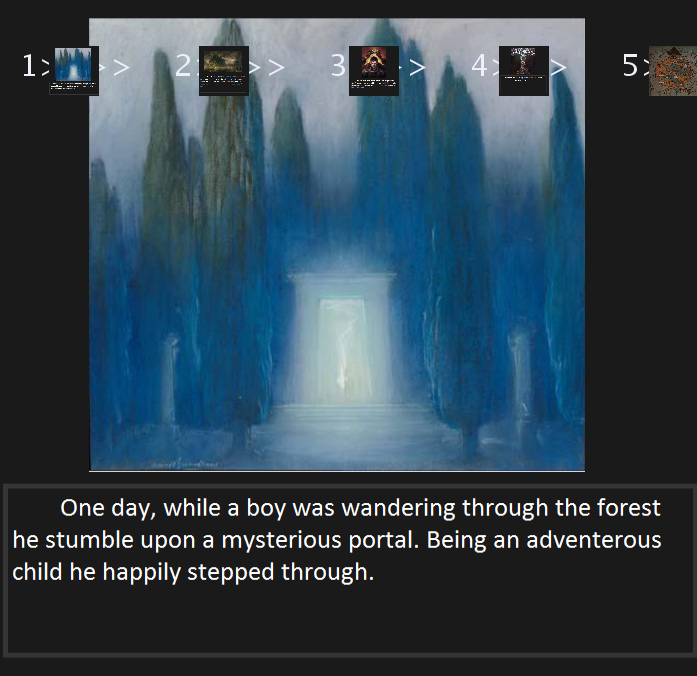 1>>> 2>>> 3>>> 4>>> 5>
One day, while a boy was wandering through the forest
he stumble upon a mysterious portal. Being an adventerous
child he happily stepped through.